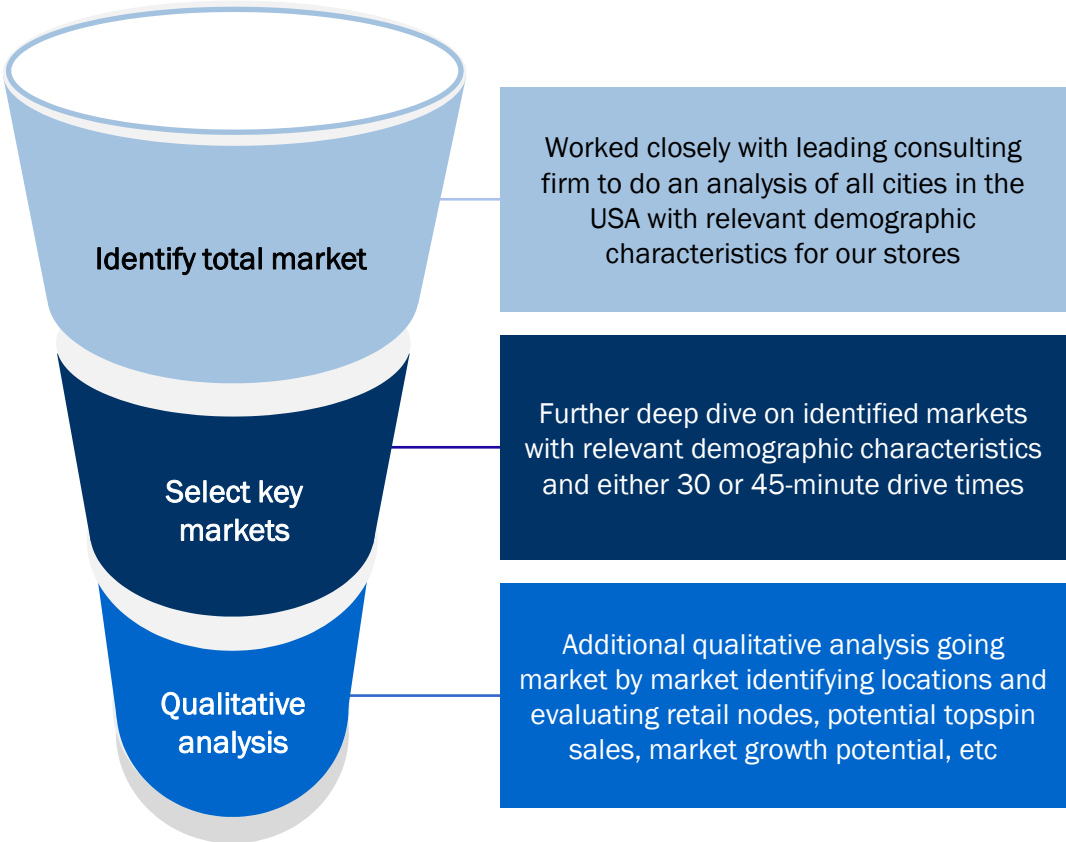 Identify total market
Worked closely with leading consulting
firm to do an analysis of all cities in the
USA with relevant demographic
characteristics for our stores
Select key
markets
Further deep dive on identified markets
with relevant demographic characteristics
and either 30 or 45-minute drive times
Qualitative
analysis
Additional qualitative analysis going
market by market identifying locations and
evaluating retail nodes, potential topspin
sales, market growth potential, etc